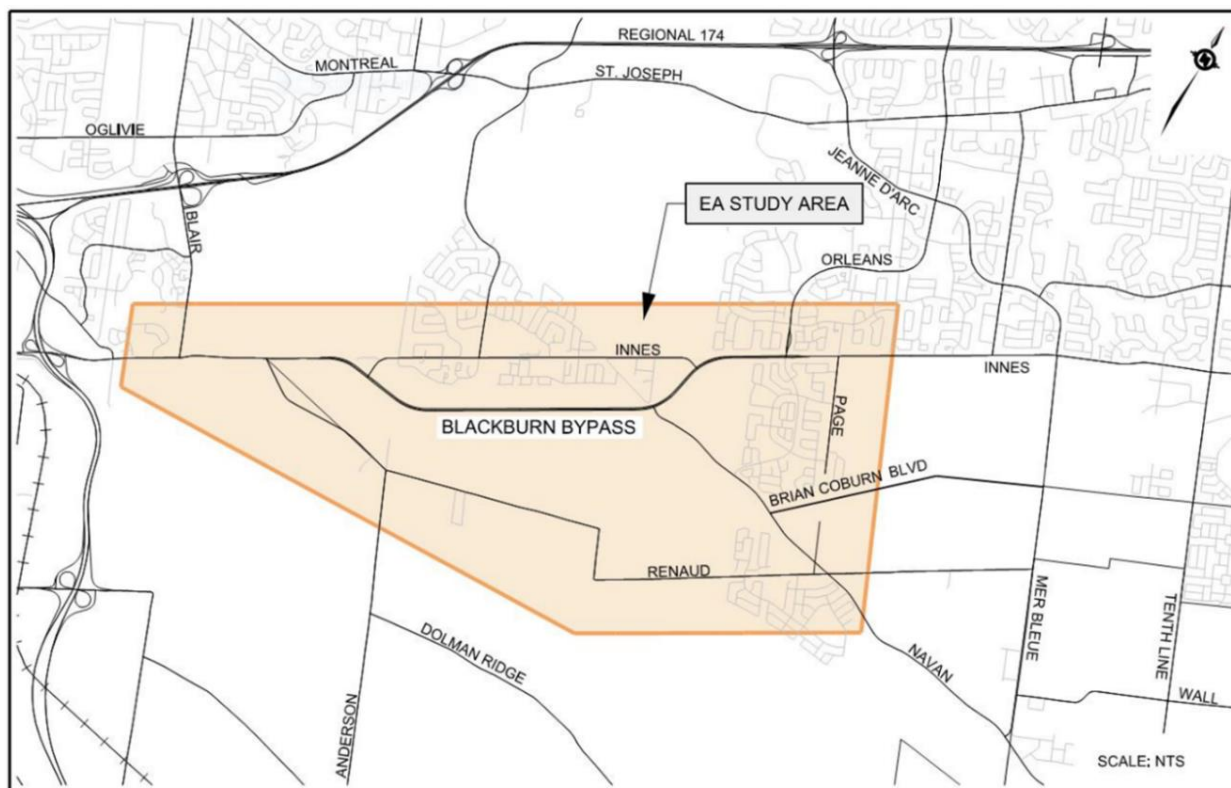 REGIONAL 174
MONTREAL
ST. JOSEPH
OGLIVIE
JEANNE D'ARC
EA STUDY AREA
BLAIR
ORLEANS
INNES
INNES
PAGE
BLACKBURN BYPASS
BRIAN COBURN BLVD
RENAUD
MER BLEUE
TENTH LINE
DOLMAN RIDGE
NAVAN
WALL
ANDERSON
SCALE: NTS